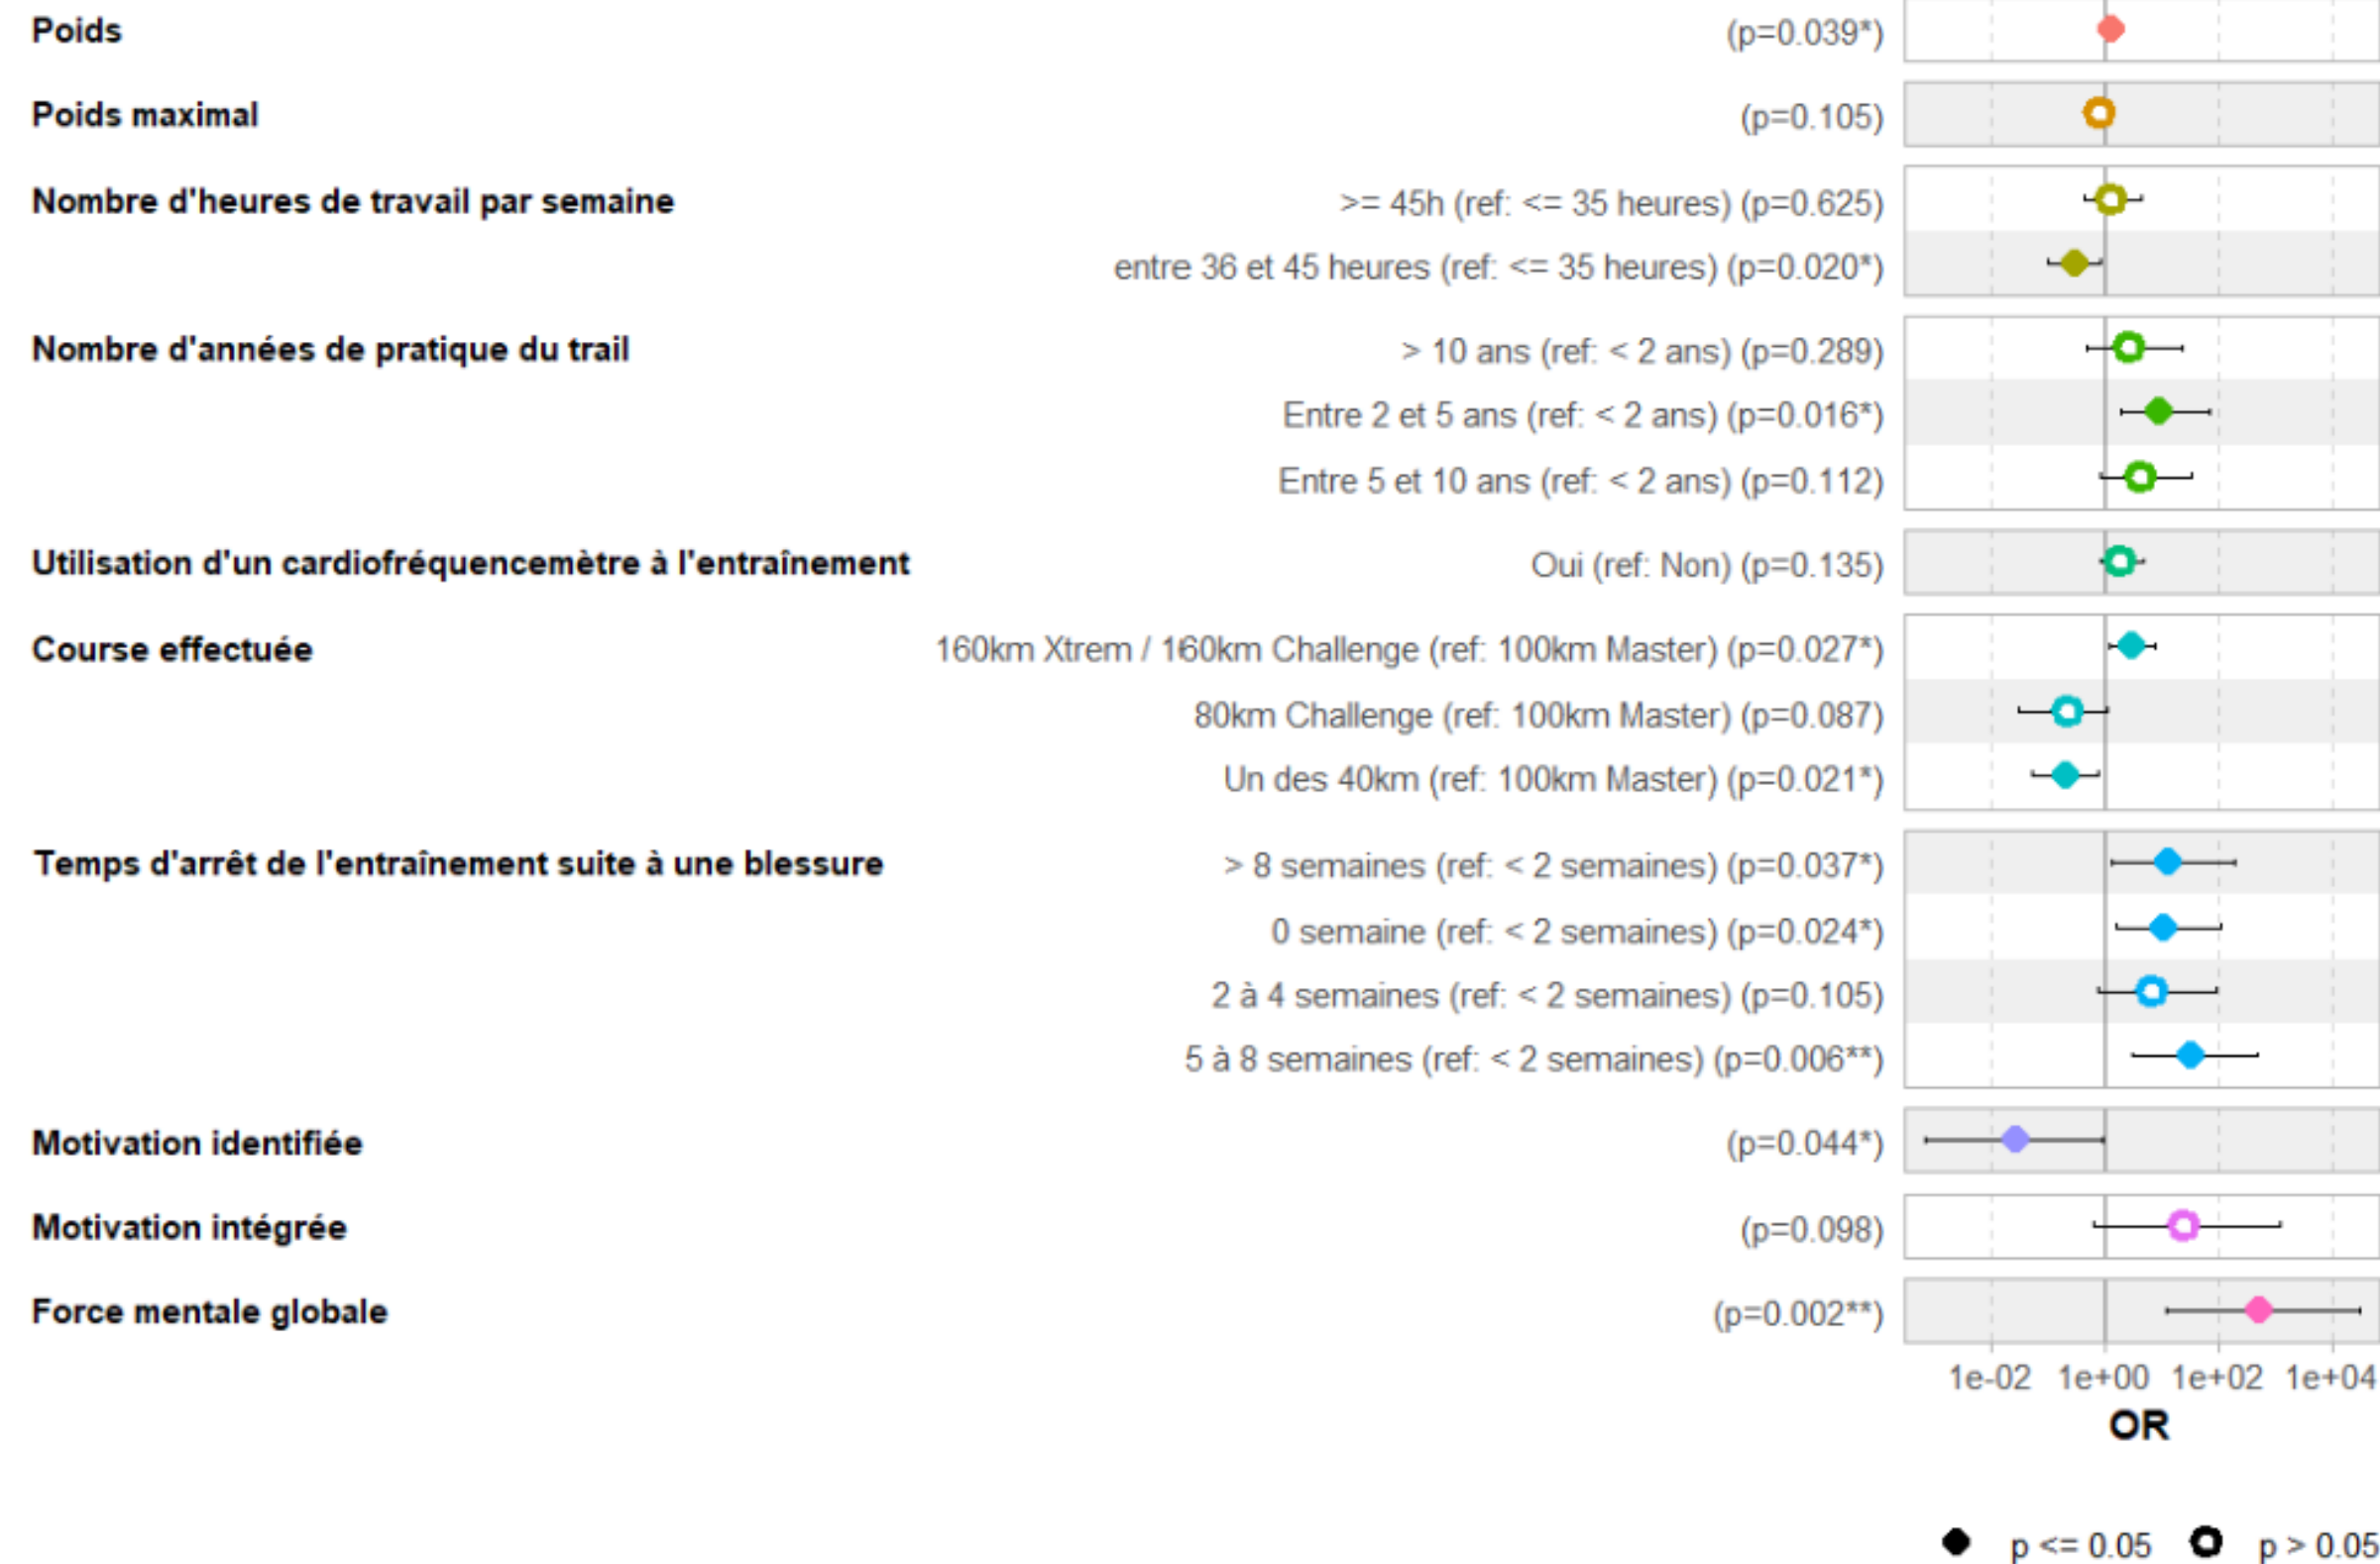 Poids (p=0.039*)
Poids maximal (p=0.105)
Nombre d'heures de travail par semaine >= 45h (ref: <= 35 heures) (p=0.625)
entre 36 et 45 heures (ref: <= 35 heures) (p=0.020*)
Nombre d'années de pratique du trail > 10 ans (ref: < 2 ans) (p=0.289)
Entre 2 et 5 ans (ref: < 2 ans) (p=0.016*)
Entre 5 et 10 ans (ref: < 2 ans) (p=0.112)
Utilisation d'un cardiofréquencemètre à l'entraînement Oui (ref: Non) (p=0.135)
Course effectuée 160km Xtrem / 160km Challenge (ref: 100km Master) (p=0.027*)
80km Challenge (ref: 100km Master) (p=0.087)
Un des 40km (ref: 100km Master) (p=0.021*)
Temps d'arrêt de l'entraînement suite à une blessure > 8 semaines (ref: < 2 semaines) (p=0.037*)
0 semaine (ref: < 2 semaines) (p=0.024*)
2 à 4 semaines (ref: < 2 semaines) (p=0.105)
5 à 8 semaines (ref: < 2 semaines) (p=0.006**)
Motivation identifiée (p=0.044*)
Motivation intégrée (p=0.098)
Force mentale globale (p=0.002**)
1e-02 1e+00 1e+02 1e+04
OR
p <= 0.05 p > 0.05